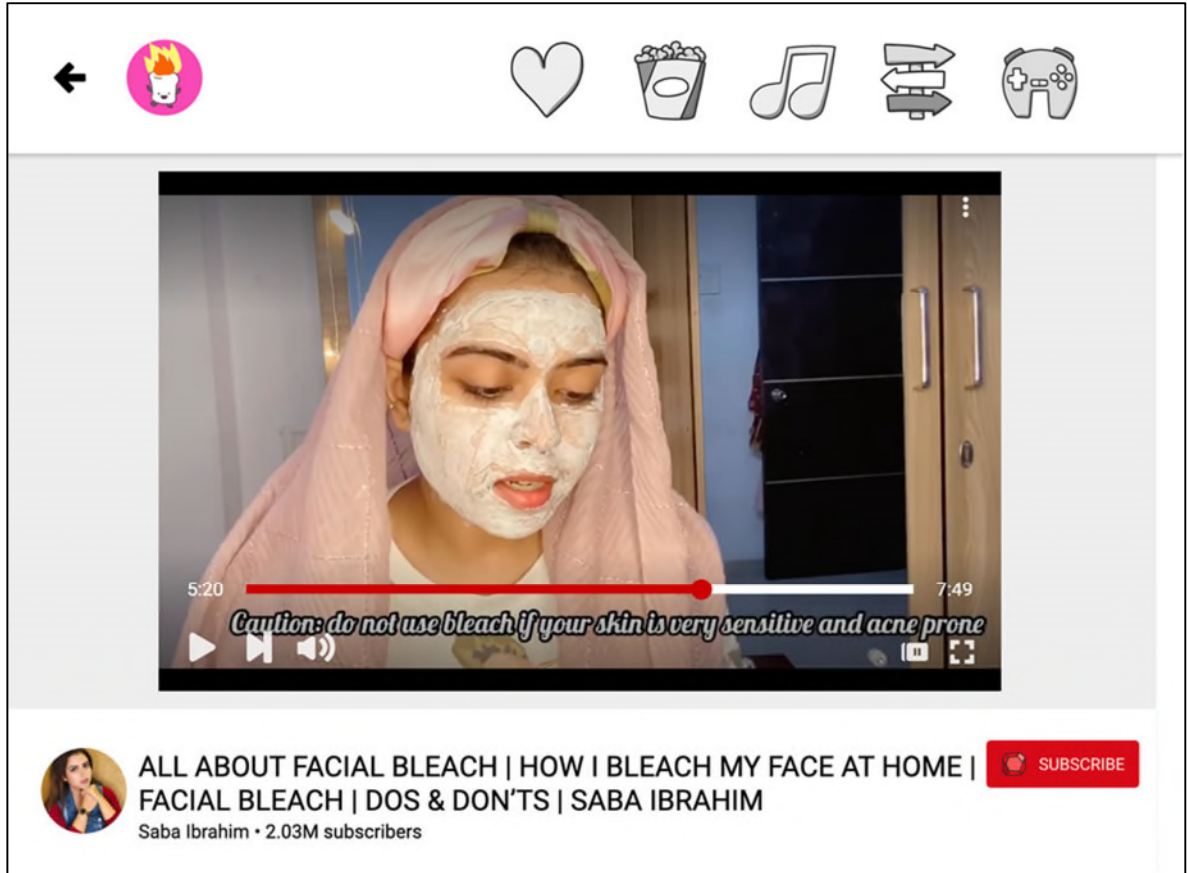 5:20
7:49
Caution: do not use bleach if your skin is very sensitive and acne prone
ALL ABOUT FACIAL BLEACH | HOW I BLEACH MY FACE AT HOME |
FACIAL BLEACH | DOS & DON’TS | SABA IBRAHIM
SUBSCRIBE
Saba Ibrahim • 2.03M subscribers